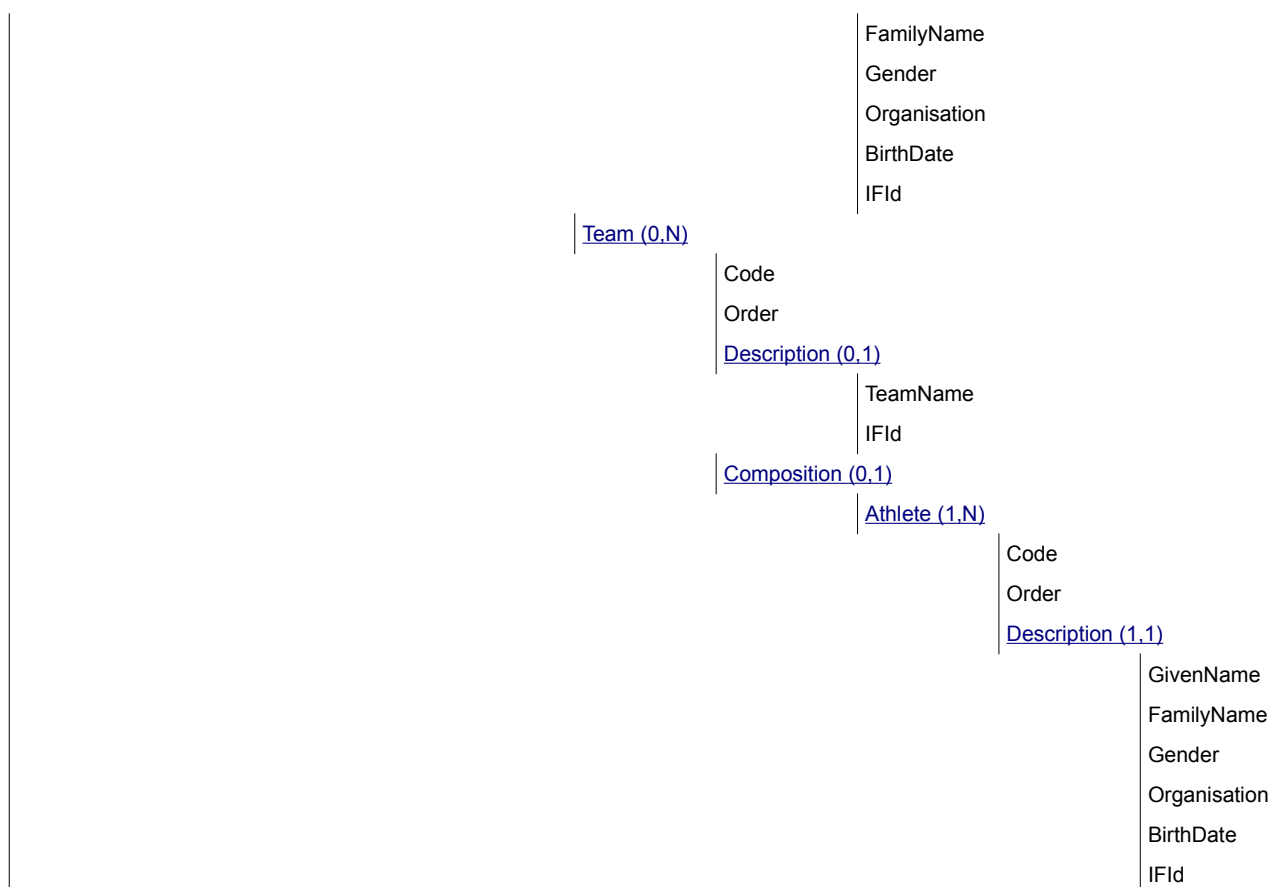 FamilyName
Gender
Organisation
BirthDate
IFId
Team (0,N)
Code
Order
Description (0,1)
TeamName
IFId
Composition (0,1)
Athlete (1,N)
Code
Order
Description (1,1)
GivenName
FamilyName
Gender
Organisation
BirthDate
IFId